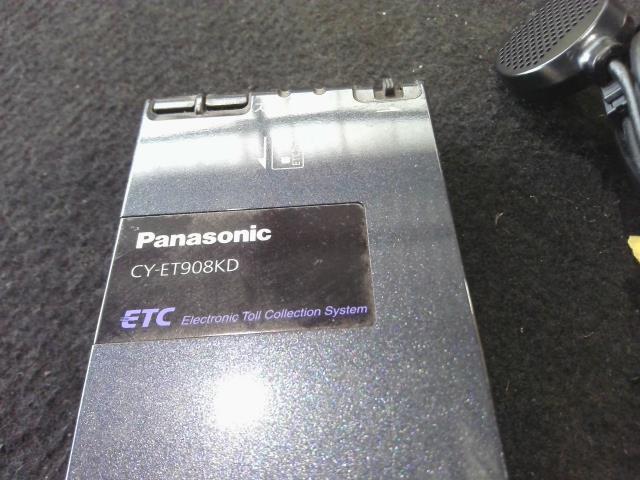 Panasonic
CY-ET908KD
ETC Electronic Toll Collection System